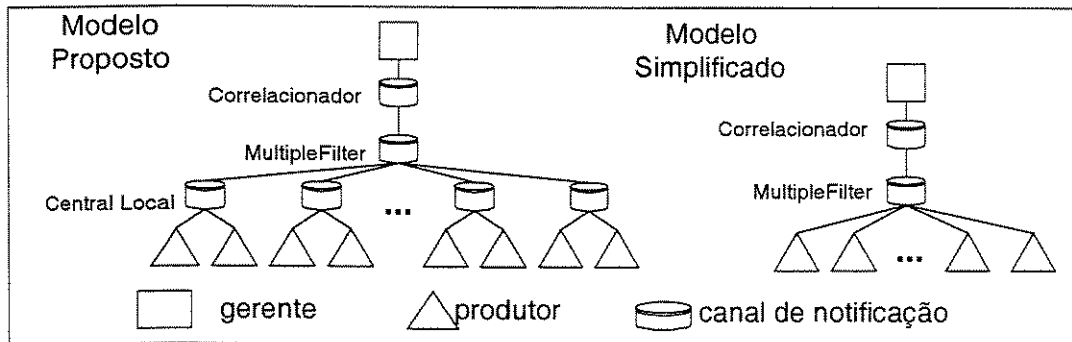 Modelo
Proposto
Correlacionador
MultipleFilter
Central Local
...
Modelo
Simplificado
Correlacionador
MultipleFilter
...
gerente
produtor
canal de notificação